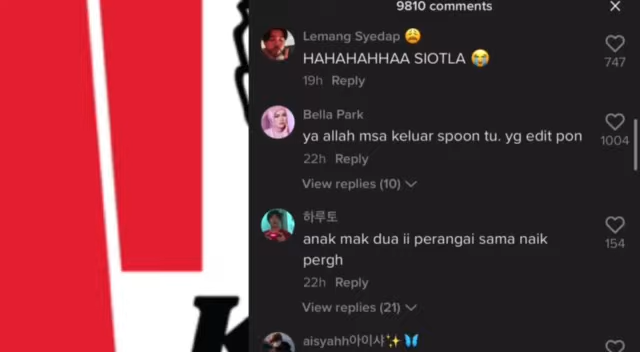 9810 comments
Lemang Syedap 😩
HAHAHAHHAA SIOTLA 😭
747
19h Reply
Bella Park
ya allah msa keluar spoon tu. yg edit pon
1004
22h Reply
View replies (10)
하루토
anak mak dua ii perangai sama naik
pergh
154
22h Reply
View replies (21)
aisyahh아이샤✨🦋
K